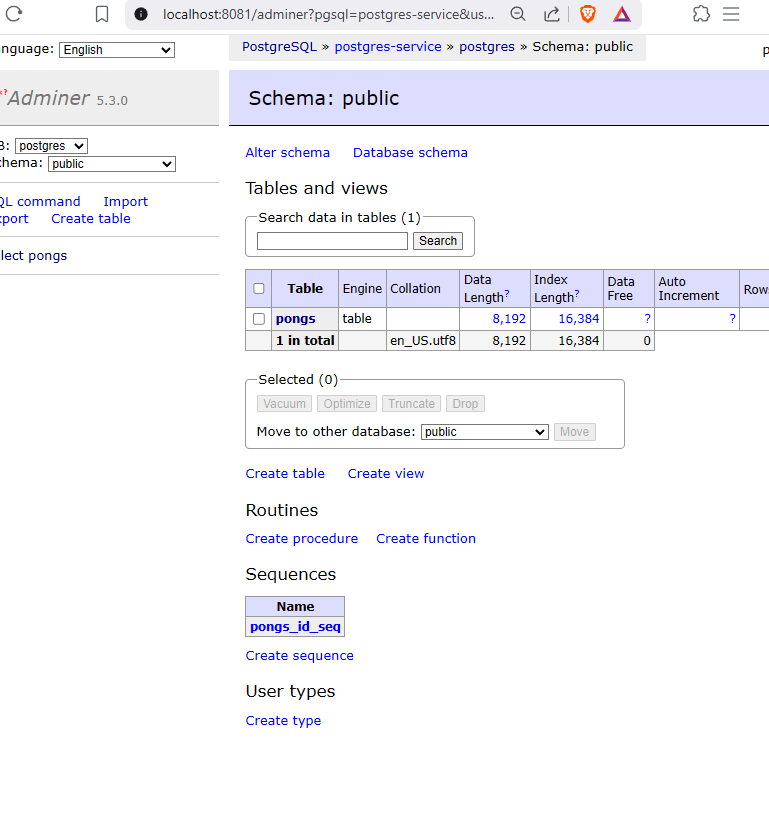 localhost:8081/adminer?pgsql=postgres-service&us...
nguage: English
PostgreSQL » postgres-service » postgres » Schema: public
Adminer 5.3.0
Schema: public
B: postgres
hema: public
Alter schema Database schema
QL command Import
xport Create table
lect pongs
Tables and views
Search data in tables (1)
Search
Table Engine Collation Data Length? Index Length? Data Free Auto Increment Rows
pongs table 8,192 16,384 ? ?
1 in total en_US.utf8 8,192 16,384 0
Selected (0)
Vacuum Optimize Truncate Drop
Move to other database: public Move
Create table Create view
Routines
Create procedure Create function
Sequences
Name
pongs_id_seq
Create sequence
User types
Create type